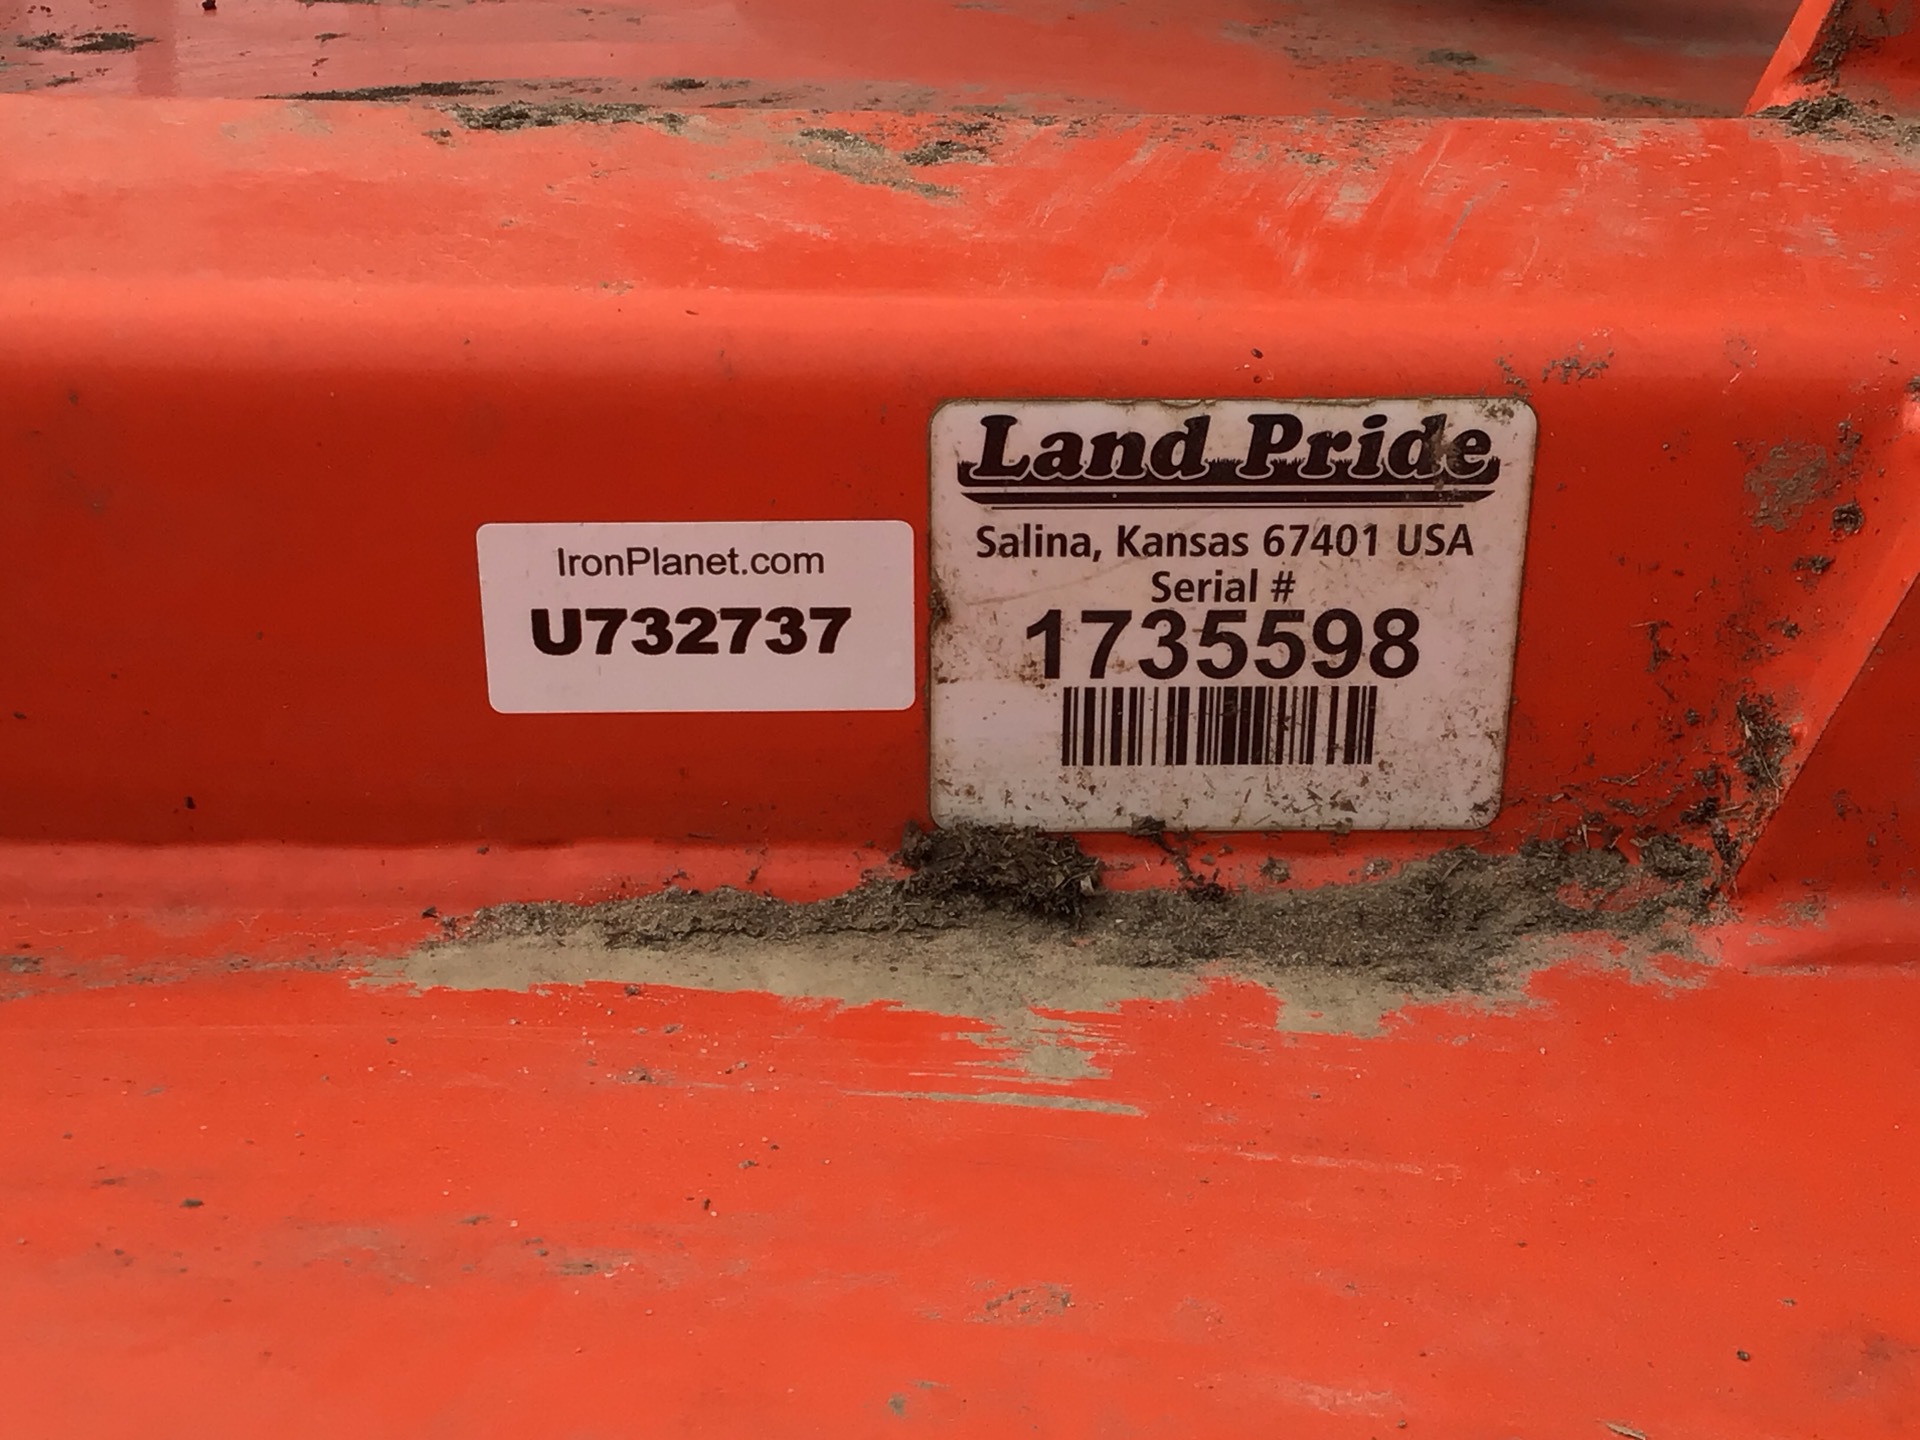 IronPlanet.com
U732737
Land Pride
Salina, Kansas 67401 USA
Serial #
1735598